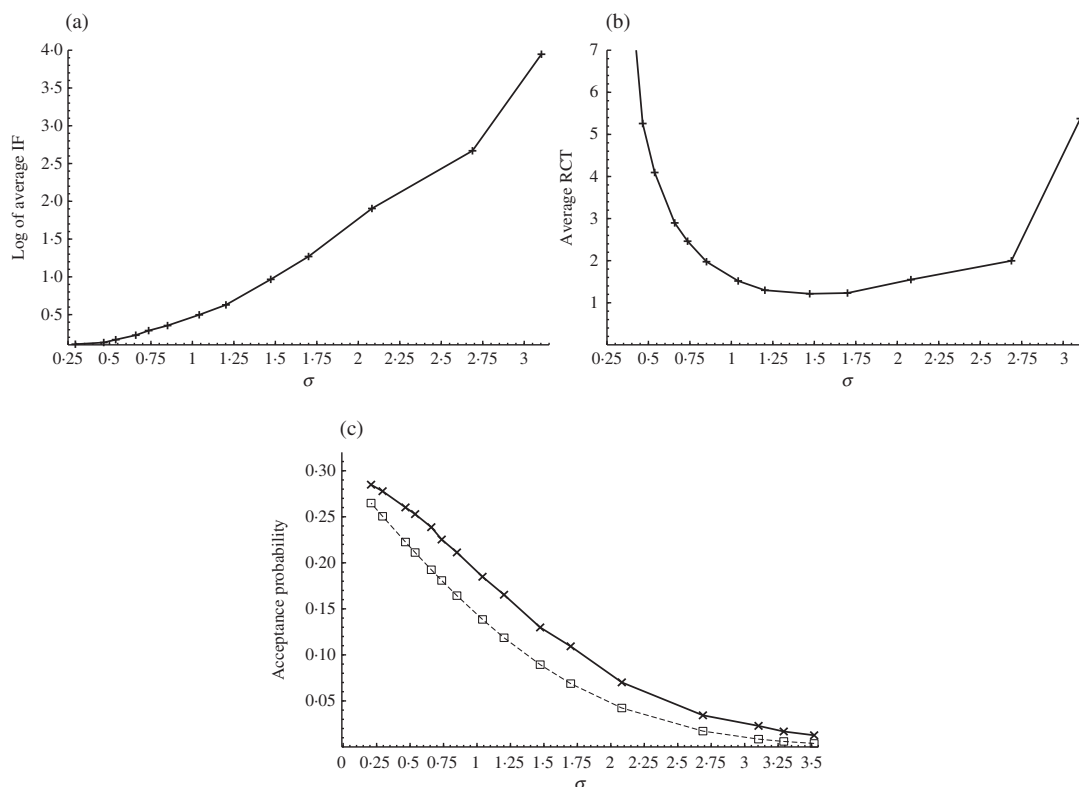 (a)
Log of average IF
4·0
3·5
3·0
2·5
2·0
1·5
1·0
0·5
0·25 0·5 0·75 1 1·25 1·5 1·75 2 2·25 2·5 2·75 3
σ
(b)
Average RCT
7
6
5
4
3
2
1
0·25 0·5 0·75 1 1·25 1·5 1·75 2 2·25 2·5 2·75 3
σ
(c)
Acceptance probability
0·30
0·25
0·20
0·15
0·10
0·05
0 0·25 0·5 0·75 1 1·25 1·5 1·75 2 2·25 2·5 2·75 3 3·25 3·5
σ